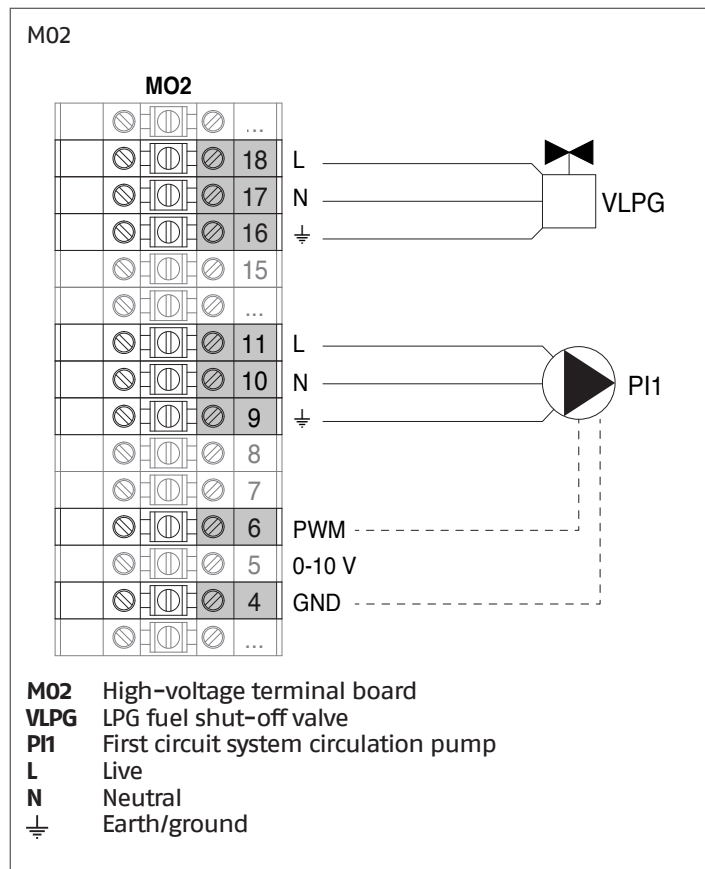 M02
MO2
...
18 L
17 N VLPG
16 ⏚
15
...
11 L
10 N PI1
9 ⏚
8
7
6 PWM
5 0-10 V
4 GND
...
M02 High-voltage terminal board
VLPG LPG fuel shut-off valve
PI1 First circuit system circulation pump
L Live
N Neutral
⏚ Earth/ground